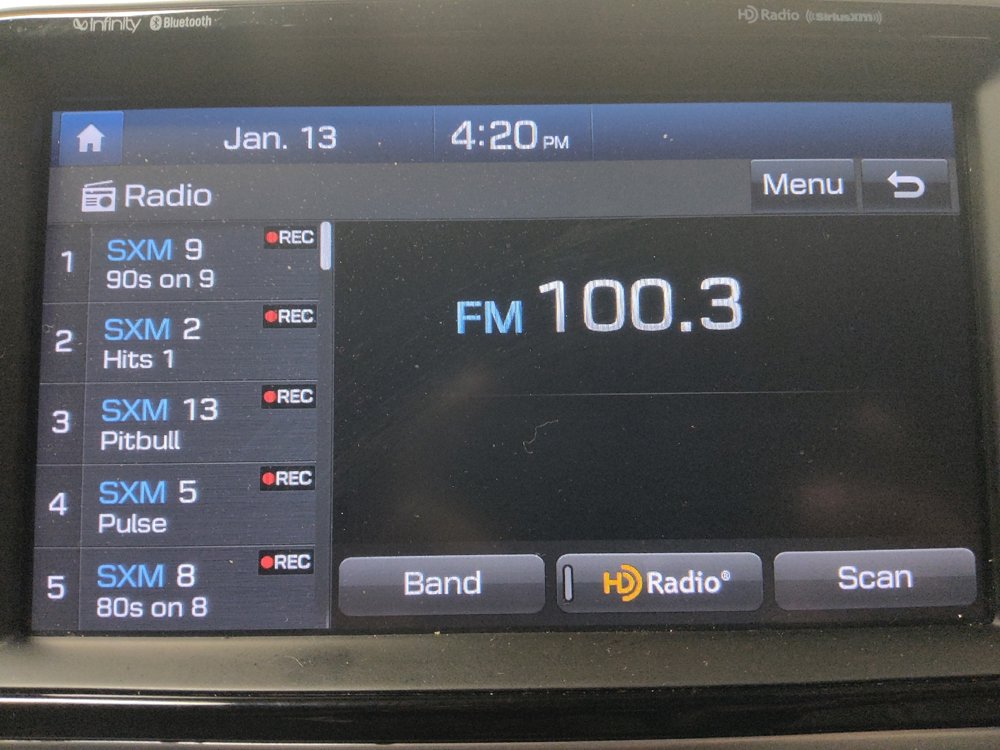 Infinity Bluetooth HD Radio ((SiriusXM))
Jan. 13 4:20 PM
Radio Menu
1 SXM 9 REC
90s on 9
FM 100.3
2 SXM 2 REC
Hits 1
3 SXM 13 REC
Pitbull
4 SXM 5 REC
Pulse
5 SXM 8 REC
80s on 8
Band HD Radio® Scan